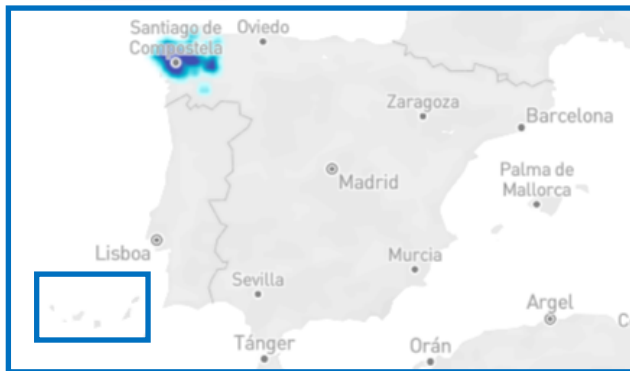 Santiago de
Compostela
Oviedo
Zaragoza
Barcelona
Madrid
Palma de
Mallorca
Lisboa
Murcia
Sevilla
Argel
Tánger
Orán
C